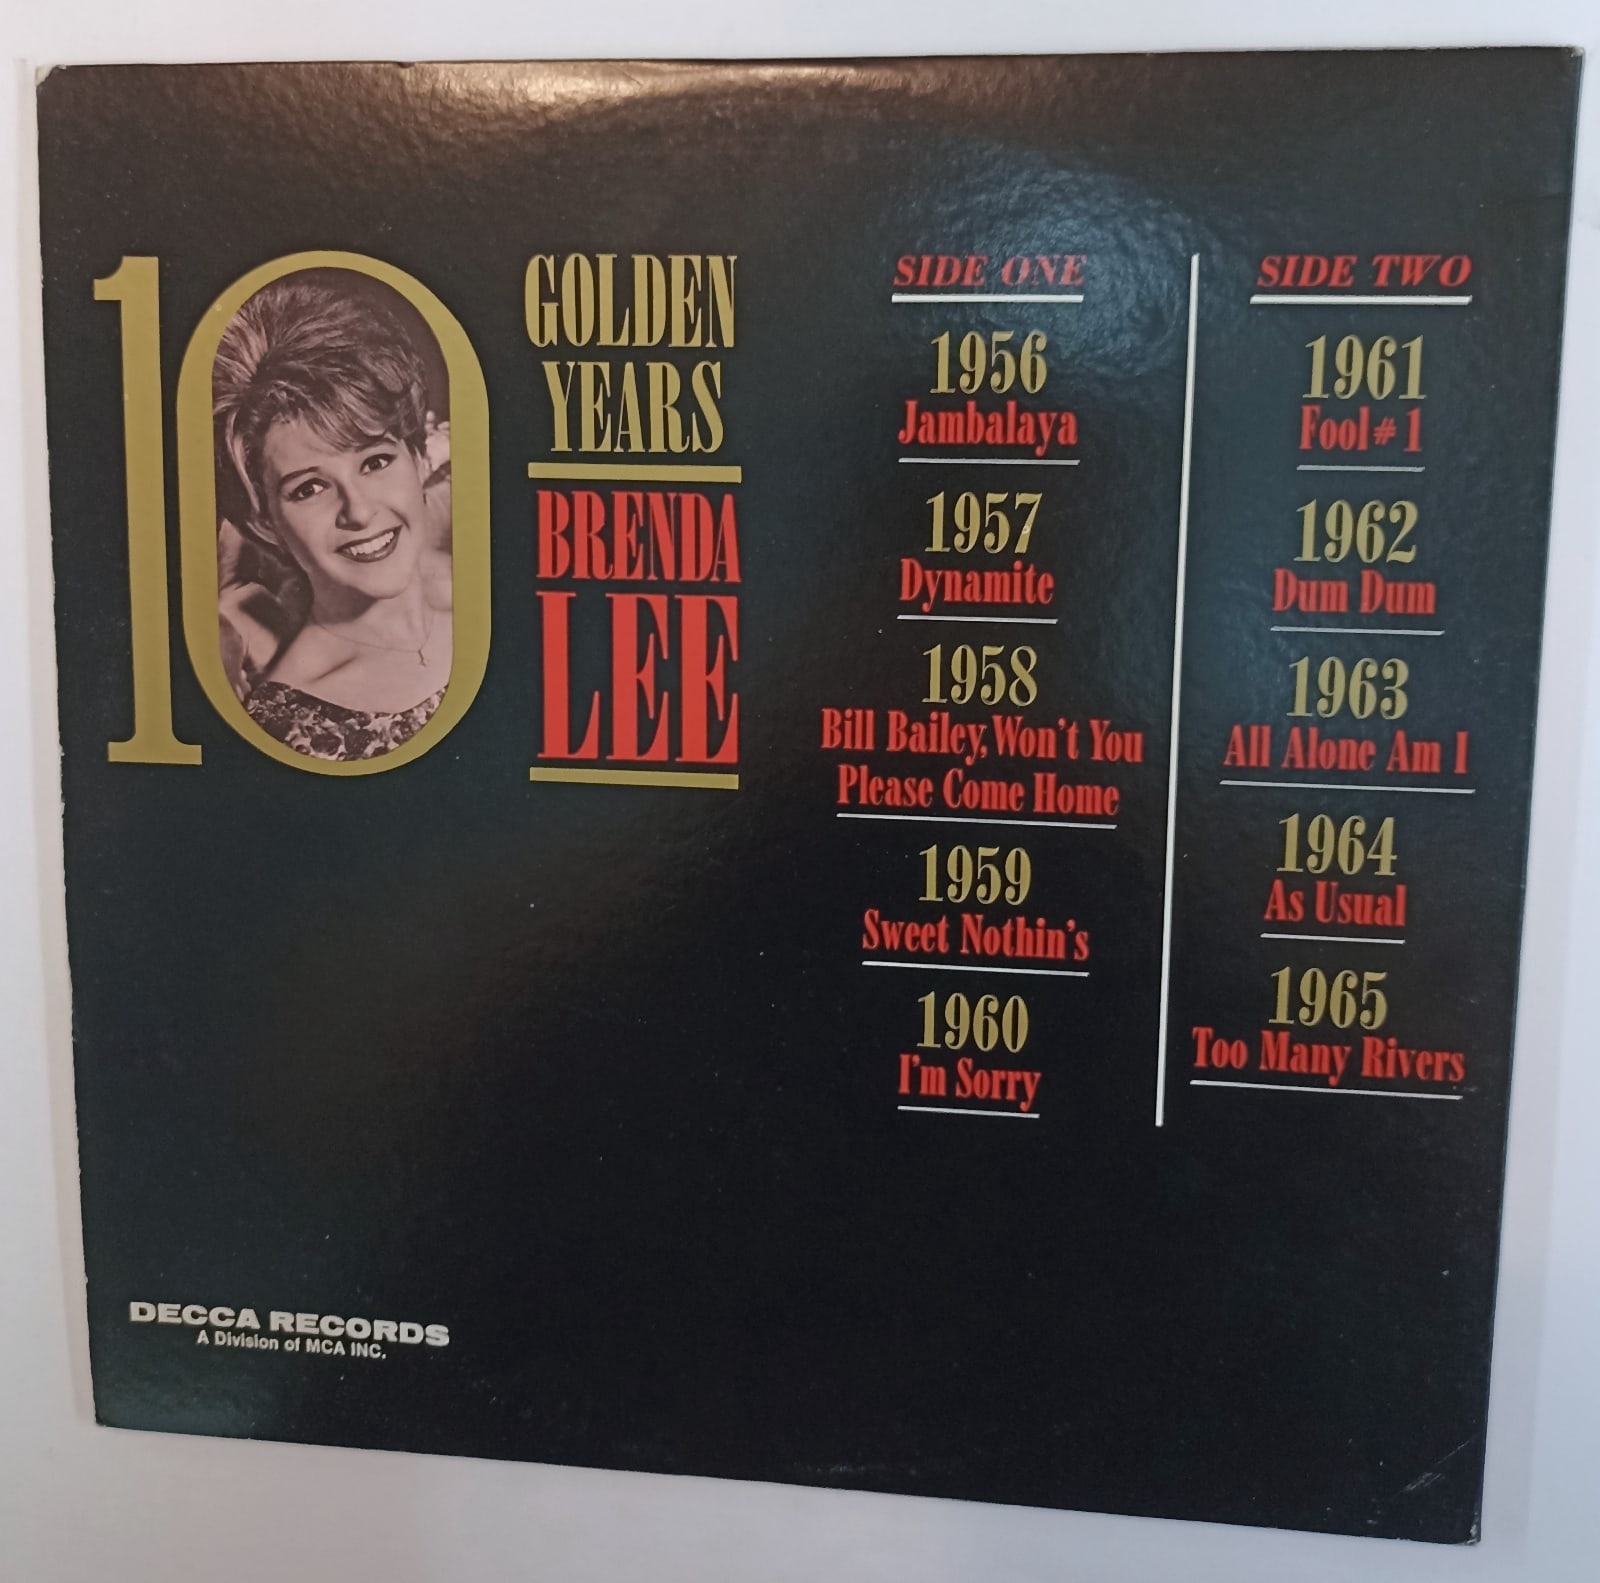 10
GOLDEN
YEARS
BRENDA
LEE
SIDE ONE
1956
Jambalaya
1957
Dynamite
1958
Bill Bailey, Won't You
Please Come Home
1959
Sweet Nothin's
1960
I'm Sorry
SIDE TWO
1961
Fool #1
1962
Dum Dum
1963
All Alone Am I
1964
As Usual
1965
Too Many Rivers
DECCA RECORDS
A Division of MCA INC.